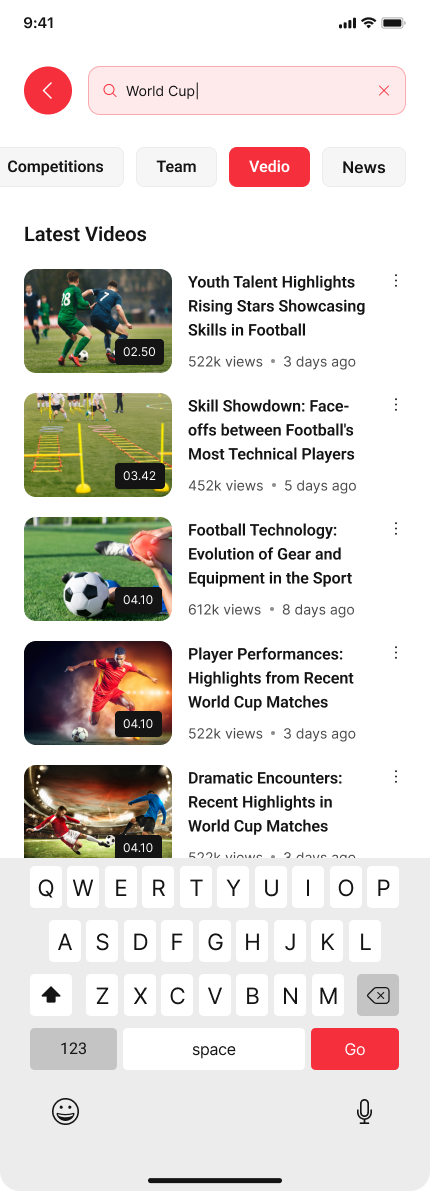 9:41
World Cup
Competitions Team Vedio News
Latest Videos
Youth Talent Highlights
Rising Stars Showcasing
Skills in Football
02.50
522k views • 3 days ago
Skill Showdown: Face-
offs between Football's
Most Technical Players
03.42
452k views • 5 days ago
Football Technology:
Evolution of Gear and
Equipment in the Sport
04.10
612k views • 8 days ago
Player Performances:
Highlights from Recent
World Cup Matches
04.10
522k views • 3 days ago
Dramatic Encounters:
Recent Highlights in
World Cup Matches
04.10
522k views • 3 days ago
Q W E R T Y U I O P
A S D F G H J K L
Z X C V B N M
123 space Go